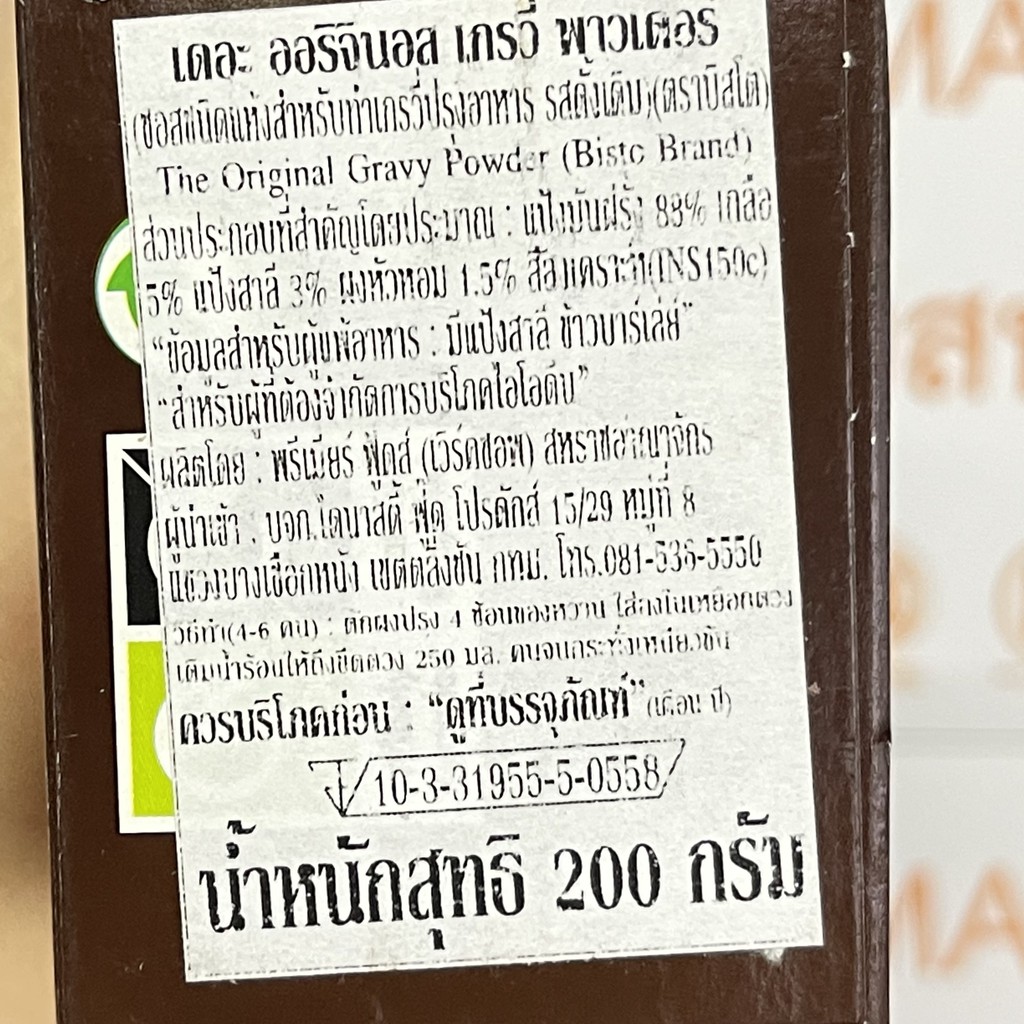 เดอะ ออริจินอล เกรวี่ พาวเดอร์
(ซอสชนิดแห้งสำหรับทำเกรวี่ปรุงอาหาร รสดั้งเดิม)(ตราบิสโต)
The Original Gravy Powder (Bisto Brand)
ส่วนประกอบที่สำคัญโดยประมาณ : แป้งมันฝรั่ง 88% เกลือ
5% แป้งสาลี 3% ผงหัวหอม 1.5% สีสังเคราะห์(INS150c)
“ข้อมูลสำหรับผู้แพ้อาหาร : มีแป้งสาลี ข้าวบาร์เลย์”
“สำหรับผู้ที่ต้องจำกัดการบริโภคไอโอดีน”
ผลิตโดย : พรีเมียร์ ฟู้ดส์ (เวิร์คซอพ) สหราชอาณาจักร
ผู้นำเข้า : บจก.ไดนาสตี้ ฟู้ด โปรดักส์ 15/29 หมู่ที่ 8
แขวงบางเชือกหนัง เขตตลิ่งชัน กทม. โทร.081-536-5550
วิธีทำ(4-6 คน) : ตักผงปรุง 4 ช้อนของหวาน ใส่ลงในเหยือกตวง
เติมน้ำร้อนให้ถึงขีดตวง 250 มล. คนจนกระทั่งเหนียวข้น
ควรบริโภคก่อน : “ดูที่บรรจุภัณฑ์” (เดือน ปี)
10-3-31955-5-0558
น้ำหนักสุทธิ 200 กรัม